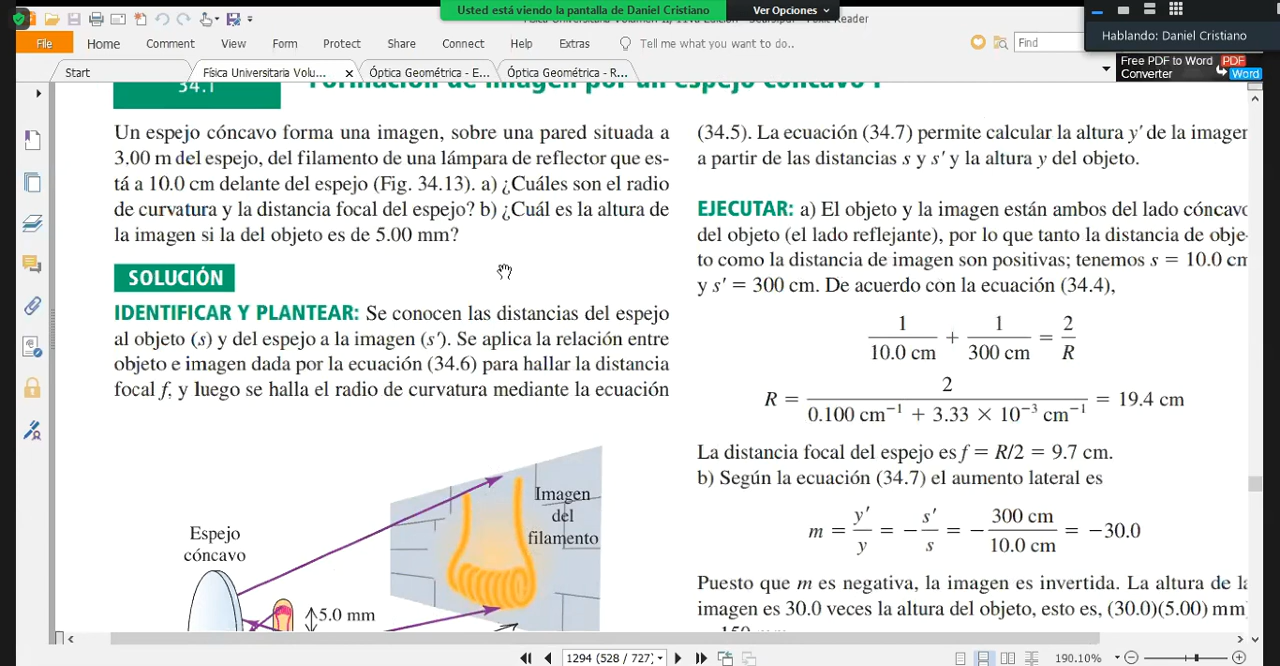 Usted está viendo la pantalla de Daniel Cristiano
Ver Opciones
Reader
Hablando: Daniel Cristiano
File
Home
Comment
View
Form
Protect
Share
Connect
Help
Extras
Tell me what you want to do..
Find
Start
Física Universitaria Volu...
Óptica Geométrica - E...
Óptica Geométrica - R...
Free PDF to Word
Converter
PDF
Word
34.1
Formación de imagen por un espejo cóncavo I
Un espejo cóncavo forma una imagen, sobre una pared situada a
3.00 m del espejo, del filamento de una lámpara de reflector que es-
tá a 10.0 cm delante del espejo (Fig. 34.13). a) ¿Cuáles son el radio
de curvatura y la distancia focal del espejo? b) ¿Cuál es la altura de
la imagen si la del objeto es de 5.00 mm?
SOLUCIÓN
IDENTIFICAR Y PLANTEAR: Se conocen las distancias del espejo
al objeto (s) y del espejo a la imagen (s′). Se aplica la relación entre
objeto e imagen dada por la ecuación (34.6) para hallar la distancia
focal f, y luego se halla el radio de curvatura mediante la ecuación
Espejo
cóncavo
Imagen
del
filamento
5.0 mm
(34.5). La ecuación (34.7) permite calcular la altura y′ de la imagen
a partir de las distancias s y s′ y la altura y del objeto.
EJECUTAR: a) El objeto y la imagen están ambos del lado cóncavo
del objeto (el lado reflejante), por lo que tanto la distancia de obje-
to como la distancia de imagen son positivas; tenemos s = 10.0 cm
y s′ = 300 cm. De acuerdo con la ecuación (34.4),
1/10.0 cm + 1/300 cm = 2/R
R = 2/(0.100 cm⁻¹ + 3.33 × 10⁻³ cm⁻¹) = 19.4 cm
La distancia focal del espejo es f = R/2 = 9.7 cm.
b) Según la ecuación (34.7) el aumento lateral es
m = y′/y = −s′/s = −300 cm/10.0 cm = −30.0
Puesto que m es negativa, la imagen es invertida. La altura de la
imagen es 30.0 veces la altura del objeto, esto es, (30.0)(5.00) mm
1294 (528 / 727)
190.10%